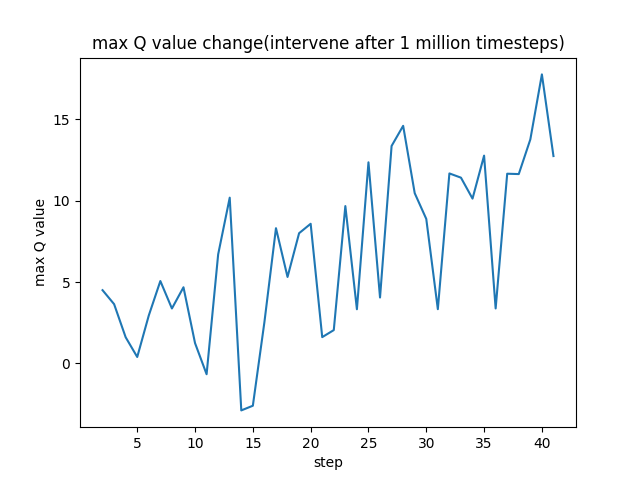 max Q value change(intervene after 1 million timesteps)
max Q value
15
10
5
0
5 10 15 20 25 30 35 40
step